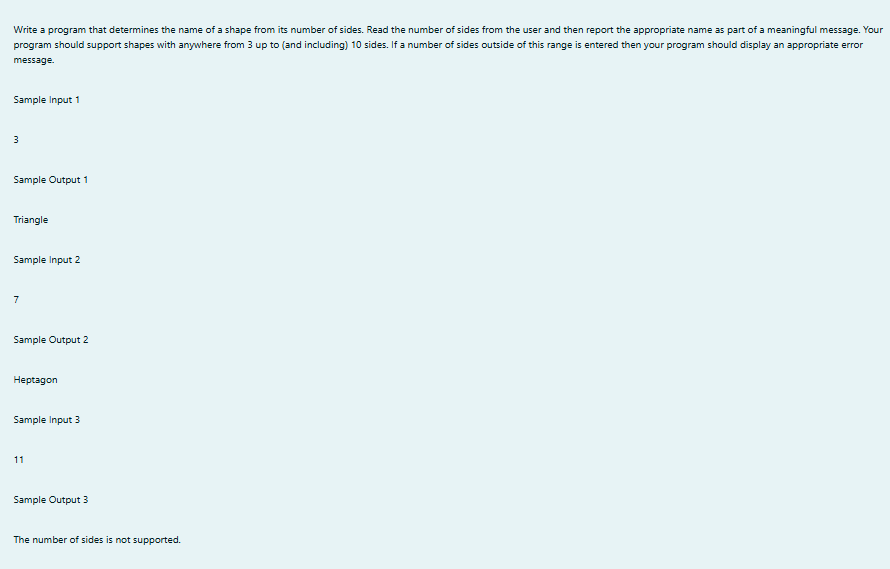 Write a program that determines the name of a shape from its number of sides. Read the number of sides from the user and then report the appropriate name as part of a meaningful message. Your
program should support shapes with anywhere from 3 up to (and including) 10 sides. If a number of sides outside of this range is entered then your program should display an appropriate error
message.
Sample Input 1
3
Sample Output 1
Triangle
Sample Input 2
7
Sample Output 2
Heptagon
Sample Input 3
11
Sample Output 3
The number of sides is not supported.